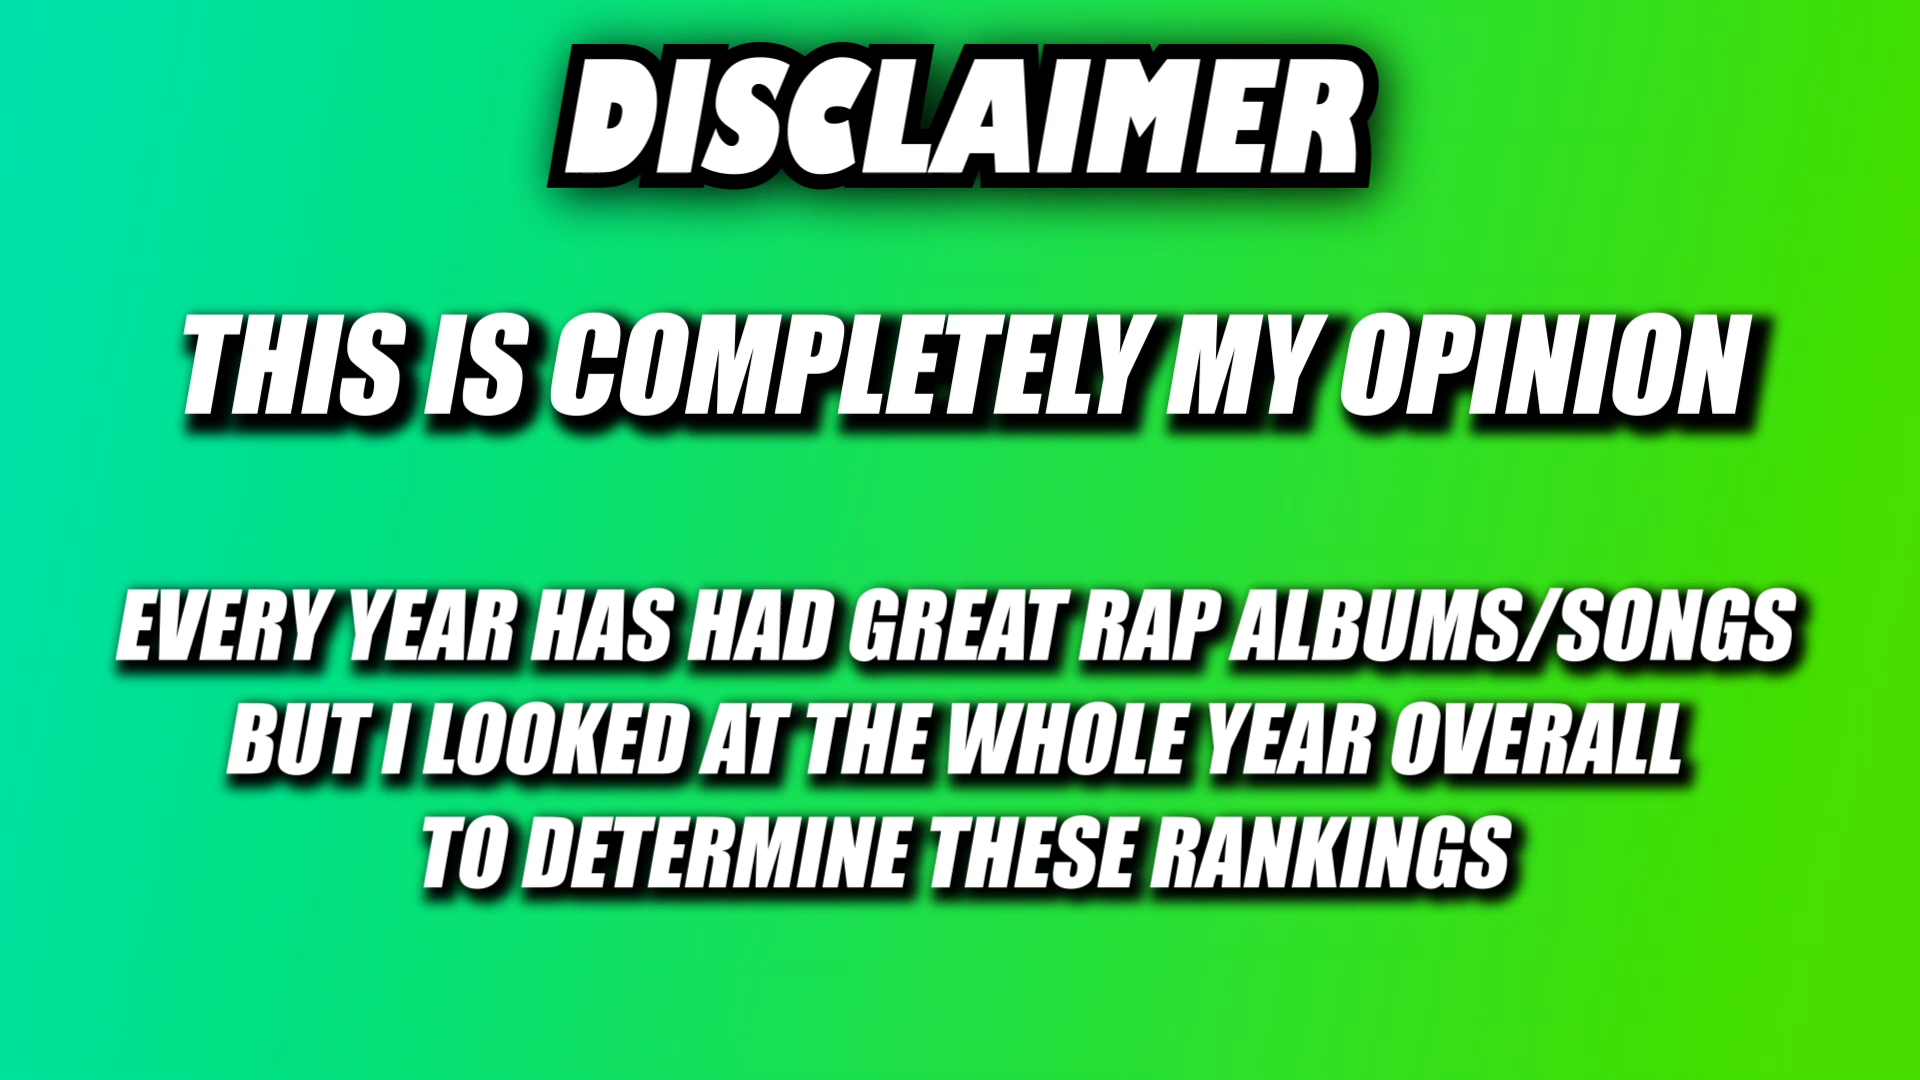 DISCLAIMER
THIS IS COMPLETELY MY OPINION
EVERY YEAR HAS HAD GREAT RAP ALBUMS/SONGS
BUT I LOOKED AT THE WHOLE YEAR OVERALL
TO DETERMINE THESE RANKINGS